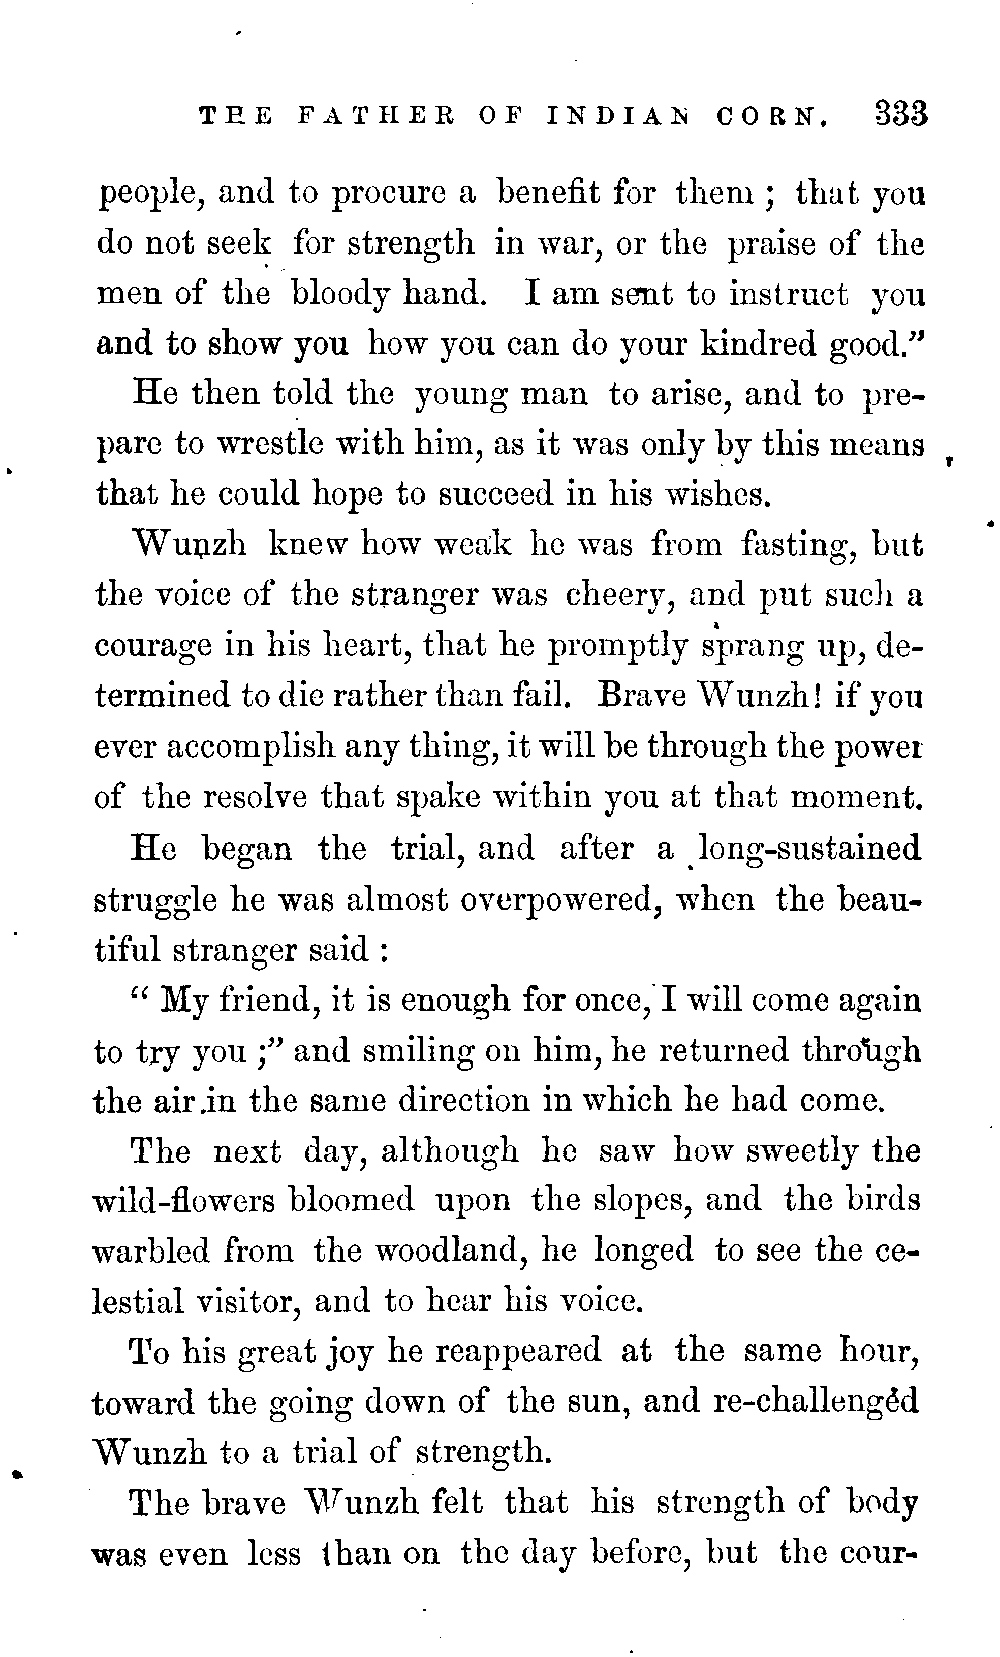 THE FATHER OF INDIAN CORN. 333
people, and to procure a benefit for them ; that you
do not seek for strength in war, or the praise of the
men of the bloody hand. I am sent to instruct you
and to show you how you can do your kindred good."
He then told the young man to arise, and to pre-
pare to wrestle with him, as it was only by this means
that he could hope to succeed in his wishes.
Wunzh knew how weak he was from fasting, but
the voice of the stranger was cheery, and put such a
courage in his heart, that he promptly sprang up, de-
termined to die rather than fail. Brave Wunzh! if you
ever accomplish any thing, it will be through the power
of the resolve that spake within you at that moment.
He began the trial, and after a long-sustained
struggle he was almost overpowered, when the beau-
tiful stranger said :
" My friend, it is enough for once, I will come again
to try you ;" and smiling on him, he returned through
the air in the same direction in which he had come.
The next day, although he saw how sweetly the
wild-flowers bloomed upon the slopes, and the birds
warbled from the woodland, he longed to see the ce-
lestial visitor, and to hear his voice.
To his great joy he reappeared at the same hour,
toward the going down of the sun, and re-challenged
Wunzh to a trial of strength.
The brave Wunzh felt that his strength of body
was even less than on the day before, but the cour-